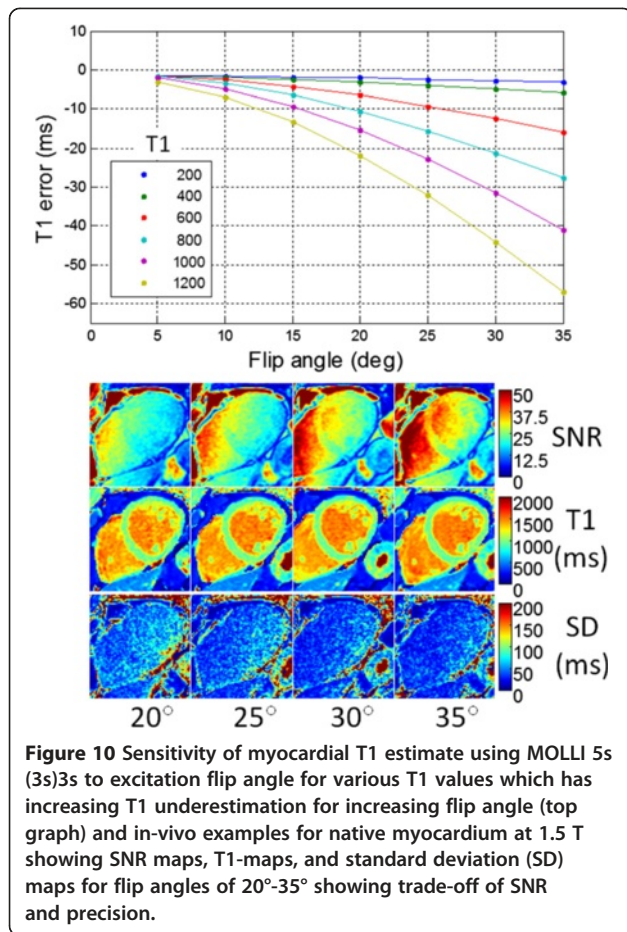 10
0
-10
-20
-30
-40
-50
-60
T1 error (ms)
T1
200
400
600
800
1000
1200
0 5 10 15 20 25 30 35
Flip angle (deg)
50
37.5
25
12.5
0
SNR
2000
1500
1000
500
0
T1
(ms)
200
150
100
50
0
SD
(ms)
20° 25° 30° 35°
Figure 10 Sensitivity of myocardial T1 estimate using MOLLI 5s
(3s)3s to excitation flip angle for various T1 values which has
increasing T1 underestimation for increasing flip angle (top
graph) and in-vivo examples for native myocardium at 1.5 T
showing SNR maps, T1-maps, and standard deviation (SD)
maps for flip angles of 20°-35° showing trade-off of SNR
and precision.